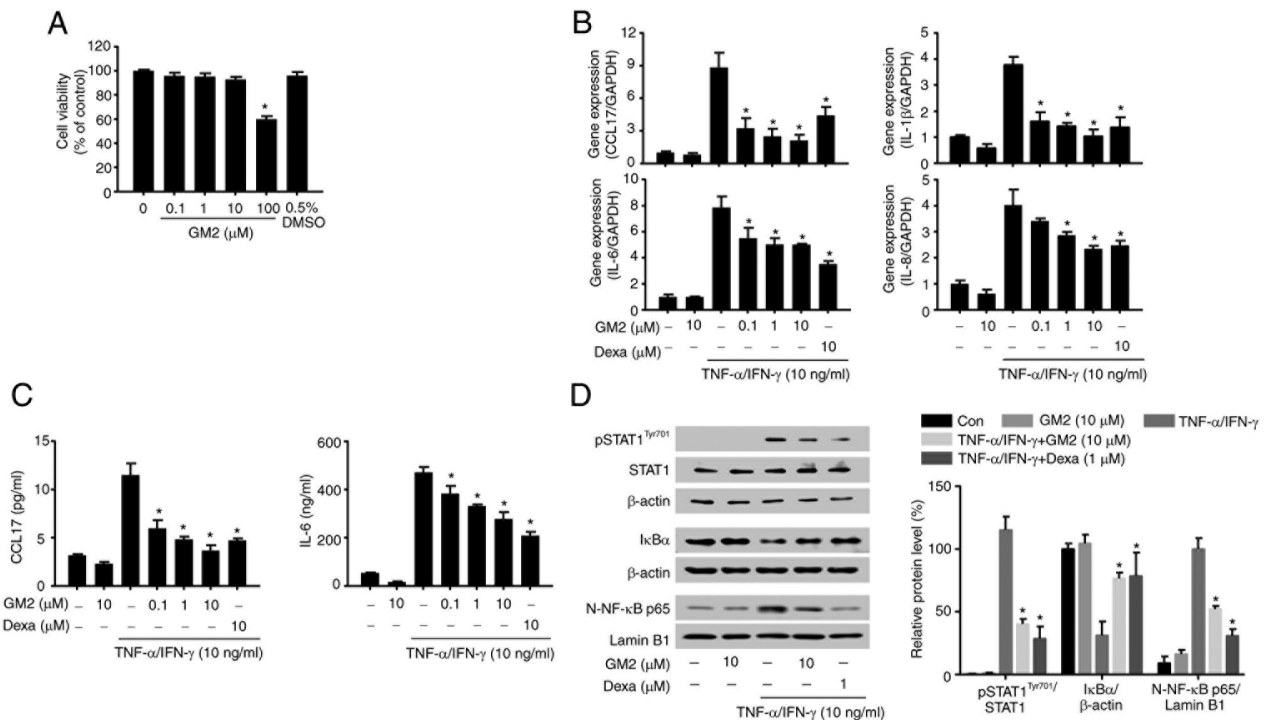 A
Cell viability
(% of control)
120
100
80
60
40
20
0
*
0 0.1 1 10 100 0.5%
DMSO
GM2 (μM)
B
Gene expression
(CCL17/GAPDH)
12
9
6
3
0
* * * *
Gene expression
(IL-1β/GAPDH)
5
4
3
2
1
0
* * * *
Gene expression
(IL-6/GAPDH)
10
8
6
4
2
0
* * * *
GM2 (μM) – 10 – 0.1 1 10 –
Dexa (μM) – – – – – – 10
TNF-α/IFN-γ (10 ng/ml)
Gene expression
(IL-8/GAPDH)
5
4
3
2
1
0
* * *
– 10 – 0.1 1 10 –
– – – – – – 10
TNF-α/IFN-γ (10 ng/ml)
C
CCL17 (pg/ml)
15
10
5
0
* * * *
GM2 (μM) – 10 – 0.1 1 10 –
Dexa (μM) – – – – – – 10
TNF-α/IFN-γ (10 ng/ml)
IL-6 (ng/ml)
600
400
200
0
* * * *
– 10 – 0.1 1 10 –
– – – – – – 10
TNF-α/IFN-γ (10 ng/ml)
D
pSTAT1Tyr701
STAT1
β-actin
IκBα
β-actin
N-NF-κB p65
Lamin B1
GM2 (μM) – 10 – 10 –
Dexa (μM) – – – – 1
TNF-α/IFN-γ (10 ng/ml)
Con GM2 (10 μM) TNF-α/IFN-γ
TNF-α/IFN-γ+GM2 (10 μM)
TNF-α/IFN-γ+Dexa (1 μM)
Relative protein level (%)
150
100
50
0
* * * * * *
pSTAT1Tyr701/
STAT1
IκBα/
β-actin
N-NF-κB p65/
Lamin B1